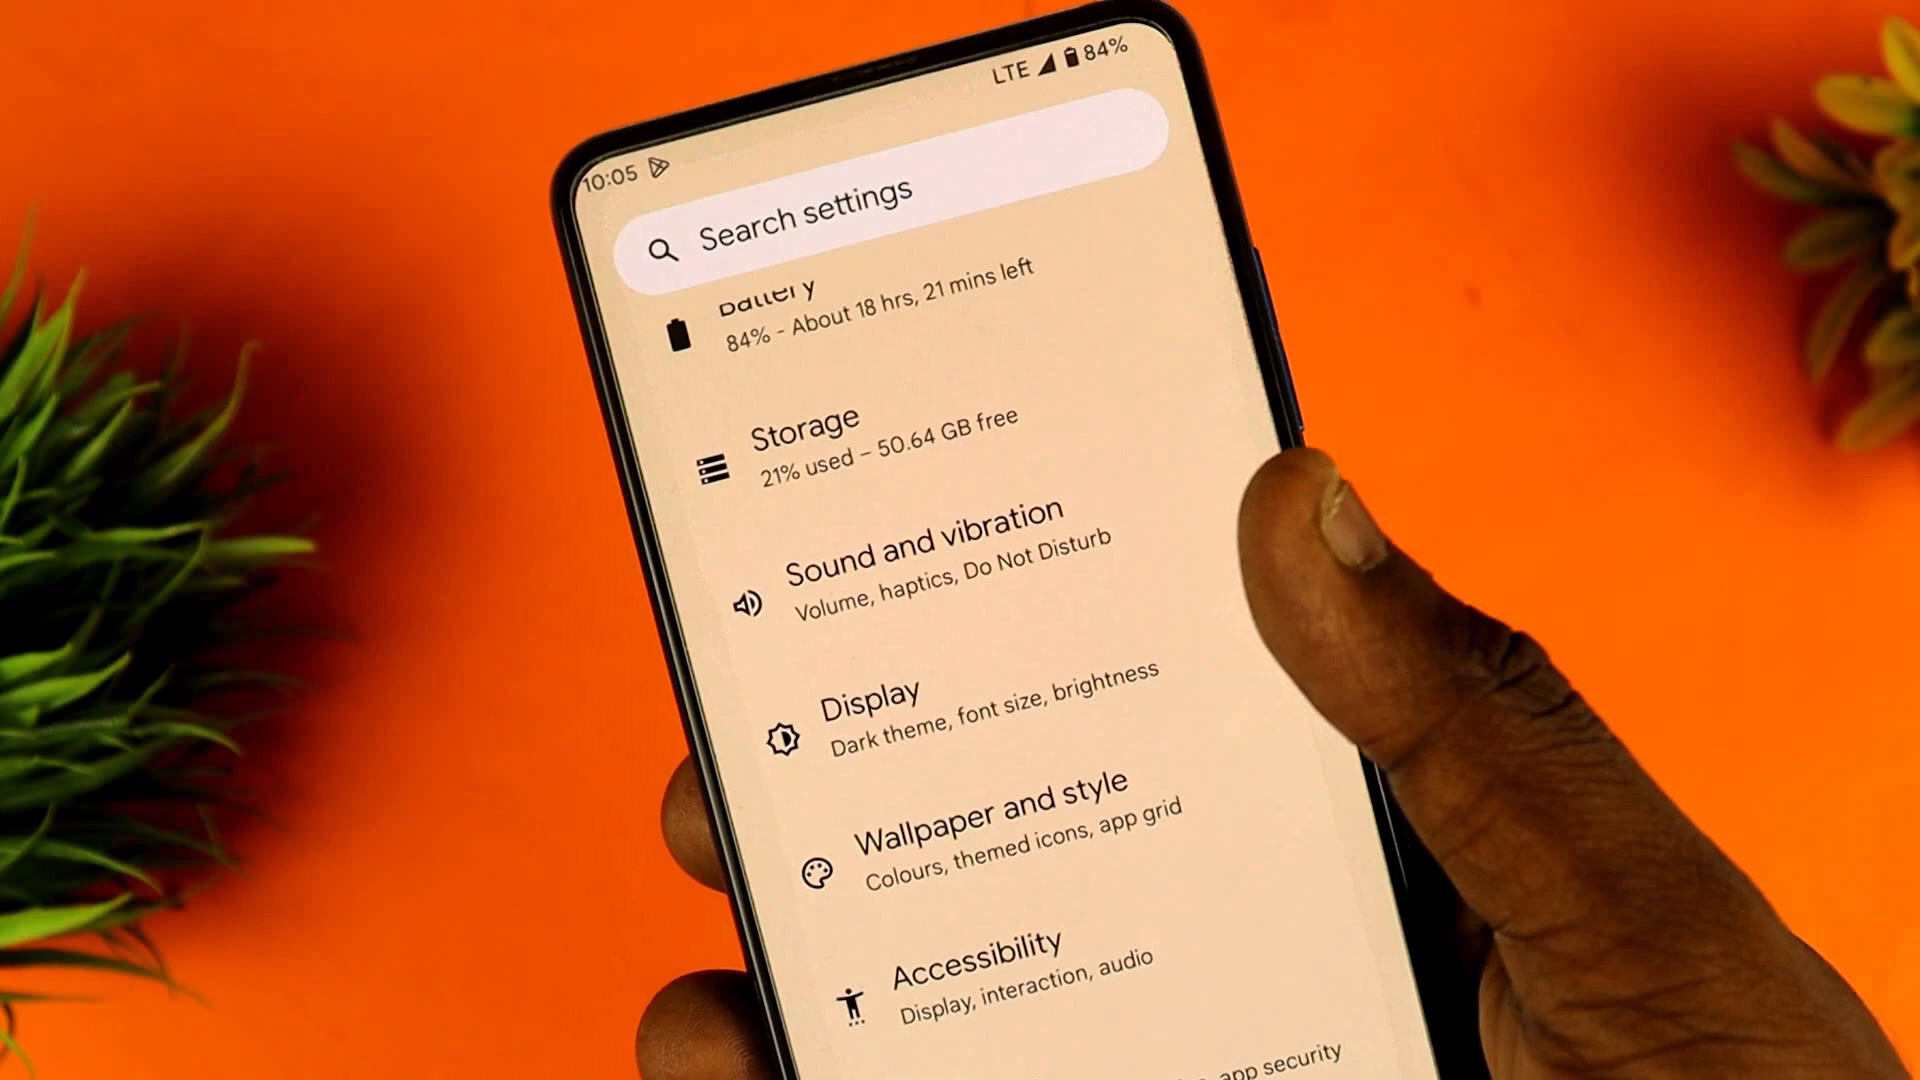 10:05
LTE 84%
Search settings
Battery
84% - About 18 hrs, 21 mins left
Storage
21% used – 50.64 GB free
Sound and vibration
Volume, haptics, Do Not Disturb
Display
Dark theme, font size, brightness
Wallpaper and style
Colours, themed icons, app grid
Accessibility
Display, interaction, audio
app security